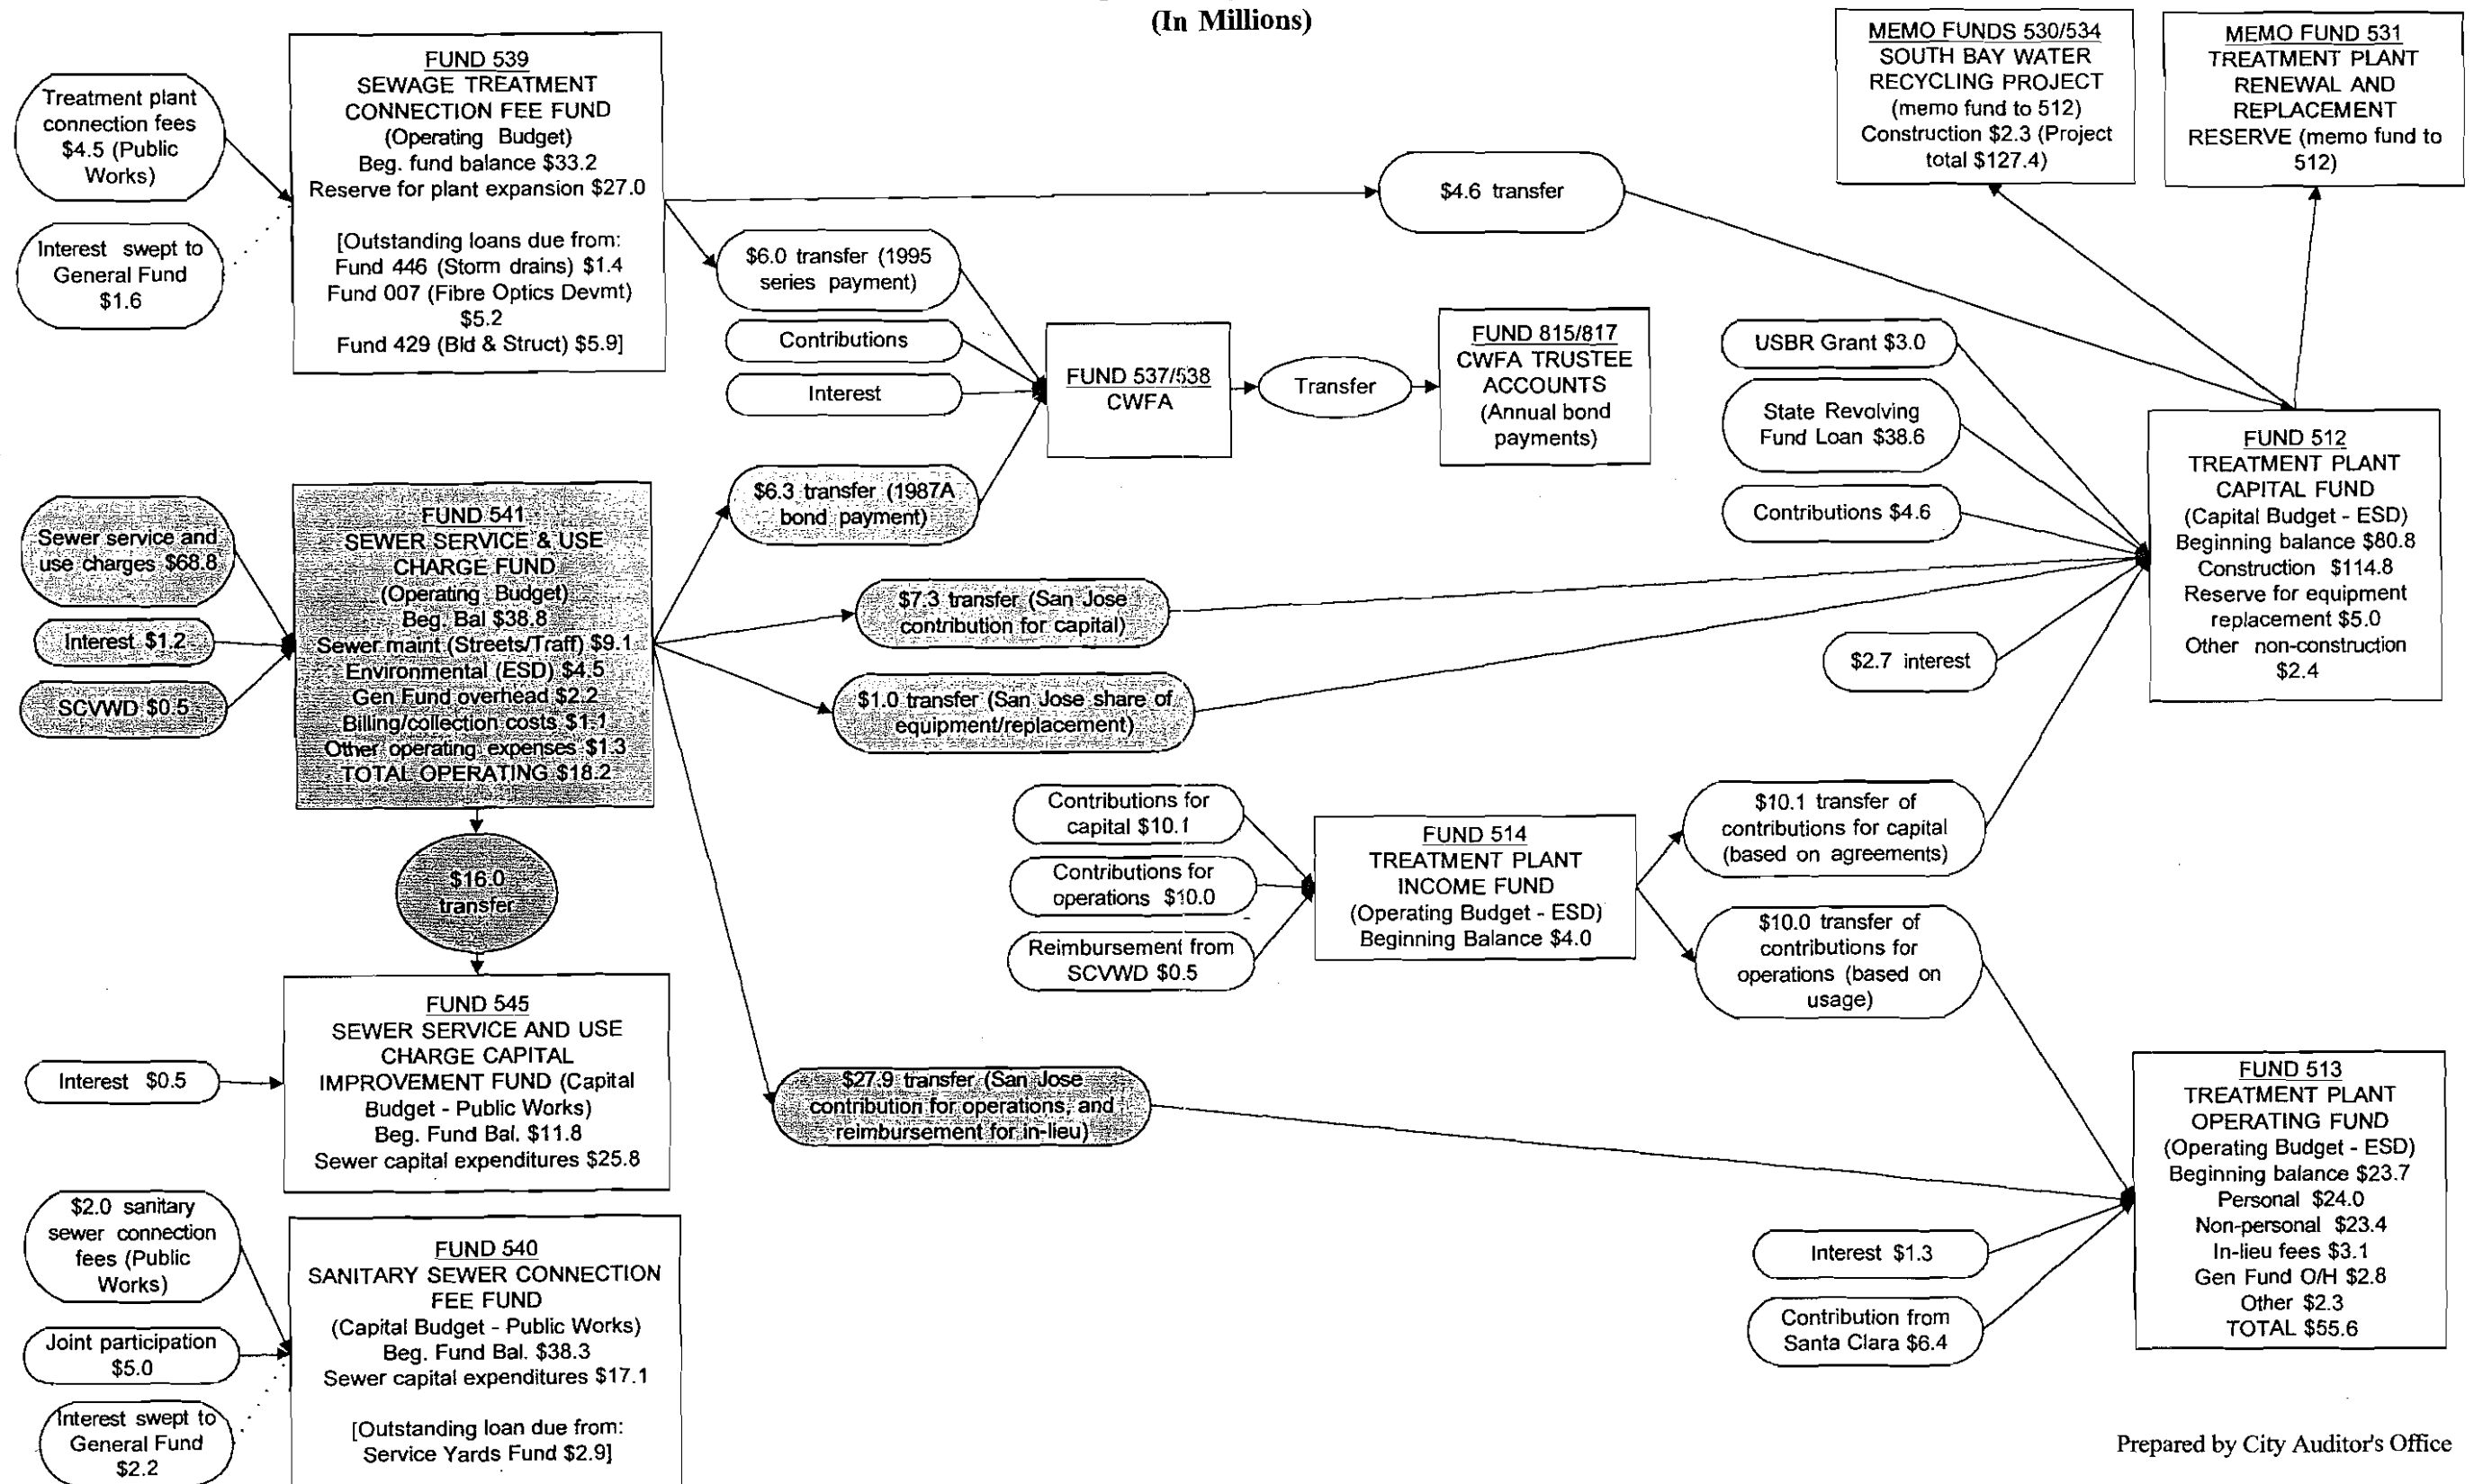 (In Millions)
Treatment plant
connection fees
$4.5 (Public
Works)
Interest swept to
General Fund
$1.6
FUND 539
SEWAGE TREATMENT
CONNECTION FEE FUND
(Operating Budget)
Beg. fund balance $33.2
Reserve for plant expansion $27.0
[Outstanding loans due from:
Fund 446 (Storm drains) $1.4
Fund 007 (Fibre Optics Devmt)
$5.2
Fund 429 (Bld & Struct) $5.9]
$4.6 transfer
MEMO FUNDS 530/534
SOUTH BAY WATER
RECYCLING PROJECT
(memo fund to 512)
Construction $2.3 (Project
total $127.4)
MEMO FUND 531
TREATMENT PLANT
RENEWAL AND
REPLACEMENT
RESERVE (memo fund to
512)
$6.0 transfer (1995
series payment)
Contributions
Interest
FUND 537/538
CWFA
Transfer
FUND 815/817
CWFA TRUSTEE
ACCOUNTS
(Annual bond
payments)
USBR Grant $3.0
State Revolving
Fund Loan $38.6
Contributions $4.6
FUND 512
TREATMENT PLANT
CAPITAL FUND
(Capital Budget - ESD)
Beginning balance $80.8
Construction $114.8
Reserve for equipment
replacement $5.0
Other non-construction
$2.4
Sewer service and
use charges $68.8
Interest $1.2
SCVWD $0.5
FUND 541
SEWER SERVICE & USE
CHARGE FUND
(Operating Budget)
Beg. Bal $38.8
Sewer maint (Streets/Traff) $9.1
Environmental (ESD) $4.5
Gen Fund overhead $2.2
Billing/collection costs $1.1
Other operating expenses $1.3
TOTAL OPERATING $18.2
$6.3 transfer (1987A
bond payment)
$7.3 transfer (San Jose
contribution for capital)
$1.0 transfer (San Jose share of
equipment/replacement)
$2.7 interest
$16.0
transfer
Contributions for
capital $10.1
Contributions for
operations $10.0
Reimbursement from
SCVWD $0.5
FUND 514
TREATMENT PLANT
INCOME FUND
(Operating Budget - ESD)
Beginning Balance $4.0
$10.1 transfer of
contributions for capital
(based on agreements)
$10.0 transfer of
contributions for
operations (based on
usage)
Interest $0.5
FUND 545
SEWER SERVICE AND USE
CHARGE CAPITAL
IMPROVEMENT FUND (Capital
Budget - Public Works)
Beg. Fund Bal. $11.8
Sewer capital expenditures $25.8
$27.9 transfer (San Jose
contribution for operations, and
reimbursement for in-lieu)
FUND 513
TREATMENT PLANT
OPERATING FUND
(Operating Budget - ESD)
Beginning balance $23.7
Personal $24.0
Non-personal $23.4
In-lieu fees $3.1
Gen Fund O/H $2.8
Other $2.3
TOTAL $55.6
Interest $1.3
Contribution from
Santa Clara $6.4
$2.0 sanitary
sewer connection
fees (Public
Works)
Joint participation
$5.0
Interest swept to
General Fund
$2.2
FUND 540
SANITARY SEWER CONNECTION
FEE FUND
(Capital Budget - Public Works)
Beg. Fund Bal. $38.3
Sewer capital expenditures $17.1
[Outstanding loan due from:
Service Yards Fund $2.9]
Prepared by City Auditor's Office